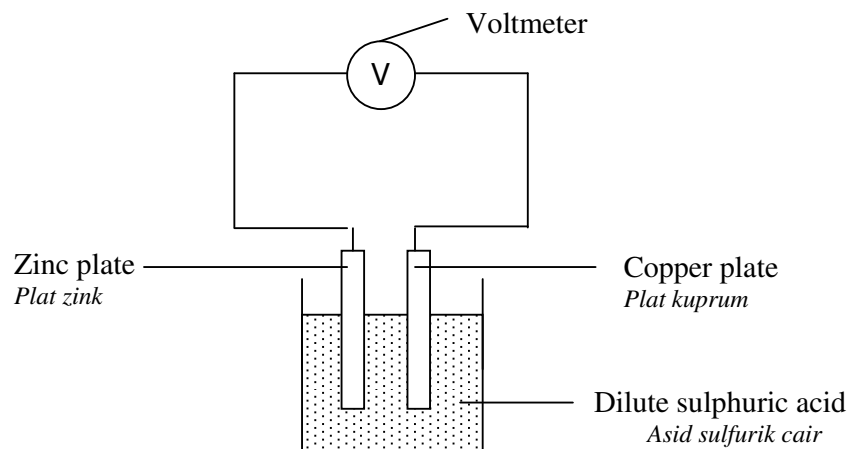 Voltmeter
V
Zinc plate
Plat zink
Copper plate
Plat kuprum
Dilute sulphuric acid
Asid sulfurik cair